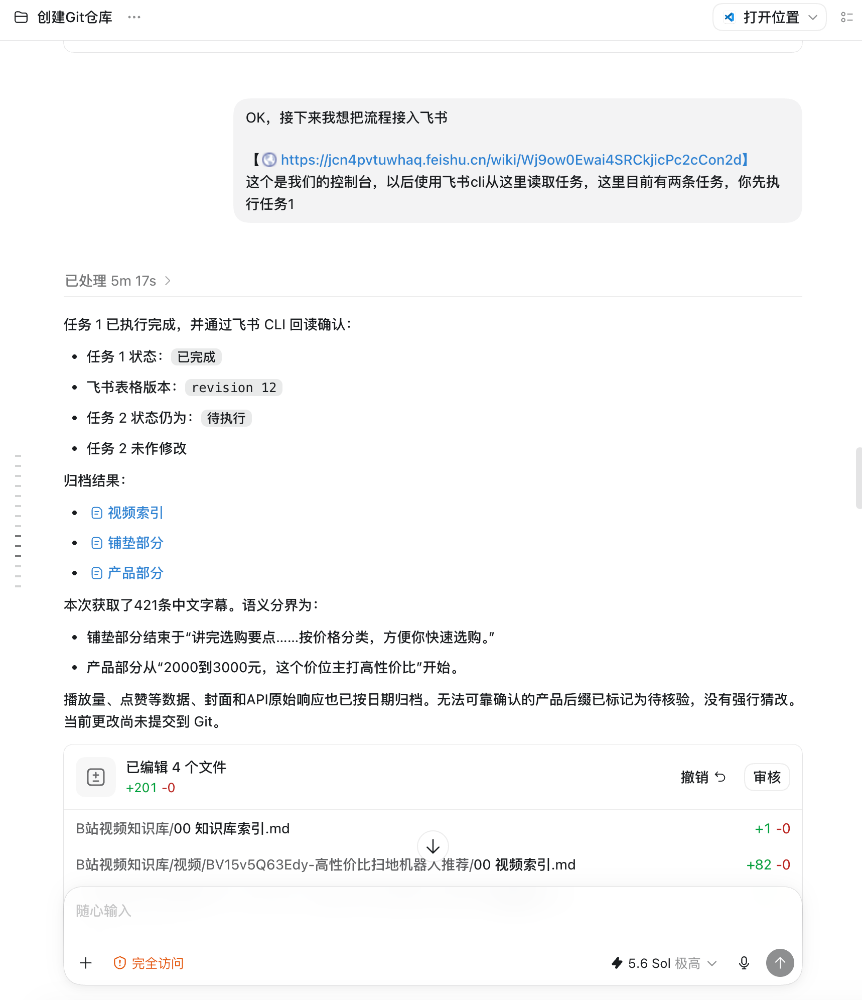 创建Git仓库
打开位置
OK，接下来我想把流程接入飞书
【https://jcn4pvtuwhaq.feishu.cn/wiki/Wj9ow0Ewai4SRCkjicPc2cCon2d】
这个是我们的控制台，以后使用飞书cli从这里读取任务，这里目前有两条任务，你先执
行任务1
已处理 5m 17s
任务 1 已执行完成，并通过飞书 CLI 回读确认：
任务 1 状态： 已完成
飞书表格版本： revision 12
任务 2 状态仍为： 待执行
任务 2 未作修改
归档结果：
视频索引
铺垫部分
产品部分
本次获取了421条中文字幕。语义分界为：
铺垫部分结束于“讲完选购要点……按价格分类，方便你快速选购。”
产品部分从“2000到3000元，这个价位主打高性价比”开始。
播放量、点赞等数据、封面和API原始响应也已按日期归档。无法可靠确认的产品后缀已标记为待核验，没有强行猜改。
当前更改尚未提交到 Git。
已编辑 4 个文件
+201 -0
撤销
审核
B站视频知识库/00 知识库索引.md
+1 -0
B站视频知识库/视频/BV15v5Q63Edy-高性价比扫地机器人推荐/00 视频索引.md
+82 -0
随心输入
完全访问
5.6 Sol 极高